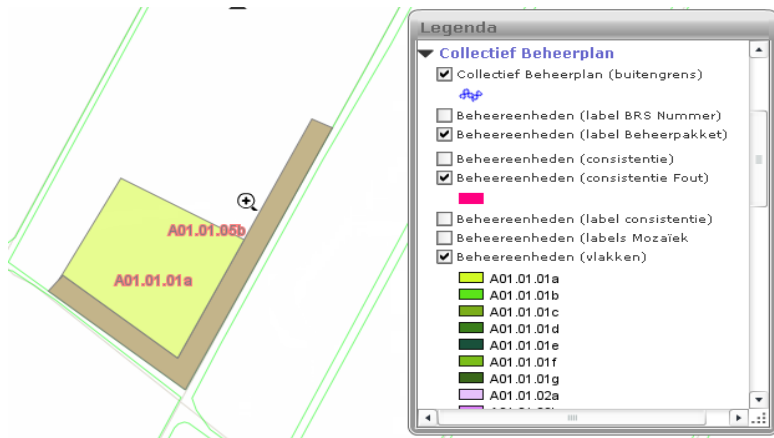 A01.01.05b
A01.01.01a
Legenda
Collectief Beheerplan
Collectief Beheerplan (buitengrens)
Beheereenheden (label BRS Nummer)
Beheereenheden (label Beheerpakket)
Beheereenheden (consistentie)
Beheereenheden (consistentie Fout)
Beheereenheden (label consistentie)
Beheereenheden (labels Mozaïek
Beheereenheden (vlakken)
A01.01.01a
A01.01.01b
A01.01.01c
A01.01.01d
A01.01.01e
A01.01.01f
A01.01.01g
A01.01.02a